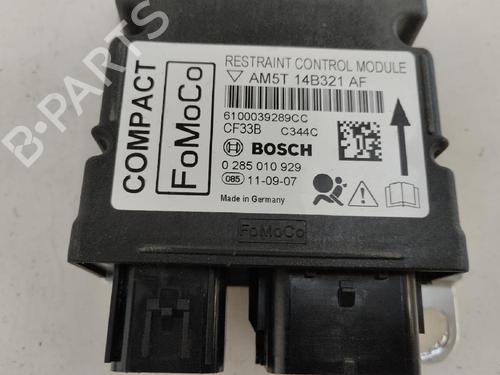 COMPACT
FoMoCo
RESTRAINT CONTROL MODULE
AM5T 14B321 AF
6100039289CC
CF33B C344C
BOSCH
0 285 010 929
085 11-09-07
Made in Germany
FoMoCo
B